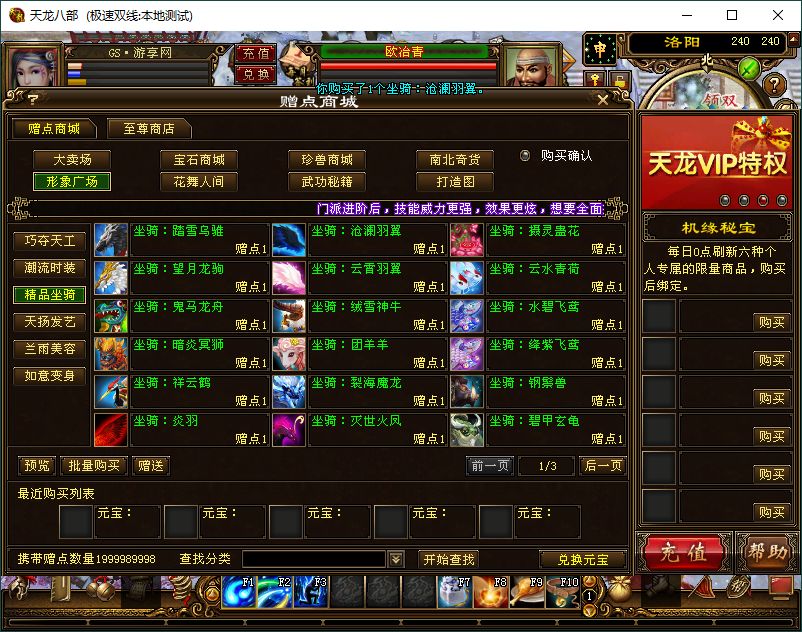 天龙八部 (极速双线:本地测试)
GS·游享网
充值
兑换
欧冶青
洛阳 240 240
北
申
领双
你购买了1个坐骑：沧澜羽翼。
赠点商城
赠点商城 至尊商店
大卖场 宝石商城 珍兽商城 南北奇货 购买确认
形象广场 花舞人间 武功秘籍 打造图
门派进阶后，技能威力更强，效果更炫，想要全面
巧夺天工
潮流时装
精品坐骑
天扬发艺
兰雨美容
如意变身
坐骑：踏雪乌骓 赠点1
坐骑：沧澜羽翼 赠点1
坐骑：摄灵蛊花 赠点1
坐骑：望月龙驹 赠点1
坐骑：云霄羽翼 赠点1
坐骑：云水青荷 赠点1
坐骑：鬼马龙舟 赠点1
坐骑：绒雪神牛 赠点1
坐骑：水碧飞鸢 赠点1
坐骑：暗炎冥狮 赠点1
坐骑：团羊羊 赠点1
坐骑：绛紫飞鸢 赠点1
坐骑：祥云鹤 赠点1
坐骑：裂海魔龙 赠点1
坐骑：钢鬃兽 赠点1
坐骑：炎羽 赠点1
坐骑：灭世火凤 赠点1
坐骑：碧甲玄龟 赠点1
预览 批量购买 赠送 前一页 1/3 后一页
最近购买列表
元宝： 元宝： 元宝： 元宝： 元宝：
携带赠点数量1999989998 查找分类 开始查找 兑换元宝
天龙VIP特权
机缘秘宝
每日0点刷新六种个
人专属的限量商品，购买
后绑定。
购买
购买
购买
购买
购买
购买
充值 帮助
F1 F2 F3 F7 F8 F9 F10 1